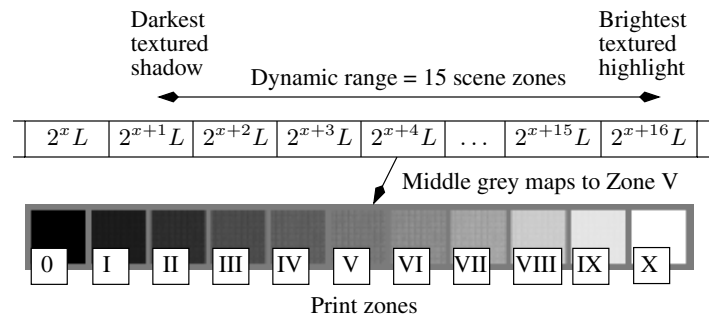 Darkest
textured
shadow
Brightest
textured
highlight
Dynamic range = 15 scene zones
2^x L 2^{x+1} L 2^{x+2} L 2^{x+3} L 2^{x+4} L ... 2^{x+15} L 2^{x+16} L
Middle grey maps to Zone V
0 I II III IV V VI VII VIII IX X
Print zones